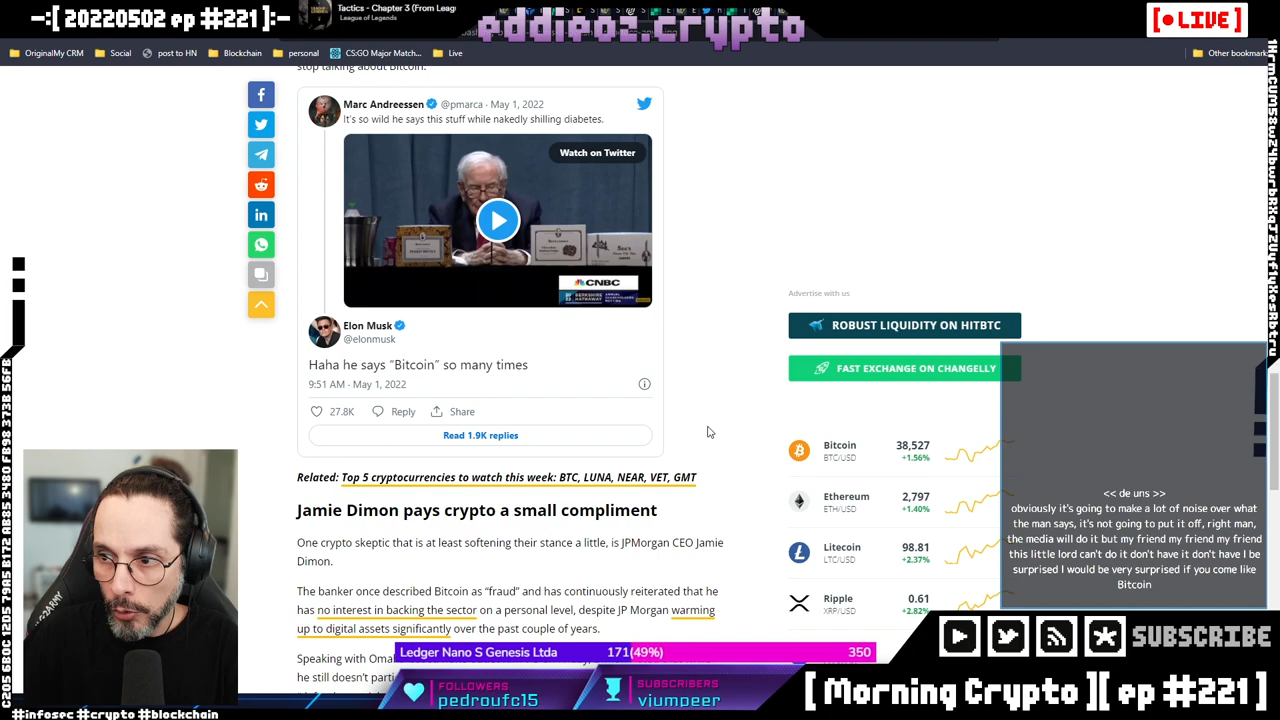 -:[ 20220502 ep #221 ]:-
Tactics - Chapter 3 (From Leag
League of Legends
eddieoz.crypto
[● LIVE]
OriginalMy CRM
Social
post to HN
Blockchain
personal
CS:GO Major Match...
Live
Other bookmark
stop talking about Bitcoin.
Marc Andreessen @pmarca · May 1, 2022
It's so wild he says this stuff while nakedly shilling diabetes.
Watch on Twitter
CNBC
BERKSHIRE
HATHAWAY
Elon Musk
@elonmusk
Haha he says “Bitcoin” so many times
9:51 AM · May 1, 2022
27.8K
Reply
Share
Read 1.9K replies
Advertise with us
ROBUST LIQUIDITY ON HITBTC
FAST EXCHANGE ON CHANGELLY
Bitcoin 38,527
BTC/USD +1.56%
Ethereum 2,797
ETH/USD +1.40%
Litecoin 98.81
LTC/USD +2.37%
Ripple 0.61
XRP/USD +2.82%
Related: Top 5 cryptocurrencies to watch this week: BTC, LUNA, NEAR, VET, GMT
Jamie Dimon pays crypto a small compliment
One crypto skeptic that is at least softening their stance a little, is JPMorgan CEO Jamie
Dimon.
The banker once described Bitcoin as “fraud” and has continuously reiterated that he
has no interest in backing the sector on a personal level, despite JP Morgan warming
up to digital assets significantly over the past couple of years.
Speaking with Omah
he still doesn't parti
<< de uns >>
obviously it's going to make a lot of noise over what
the man says, it's not going to put it off, right man,
the media will do it but my friend my friend my friend
this little lord can't do it don't have it don't have I be
surprised I would be very surprised if you come like
Bitcoin
Ledger Nano S Genesis Ltda 171(49%) 350
FOLLOWERS
pedroufc15
SUBSCRIBERS
vjumpeer
SUBSCRIBE
[ Morning Crypto ][ ep #221 ]
#infosec #crypto #blockchain